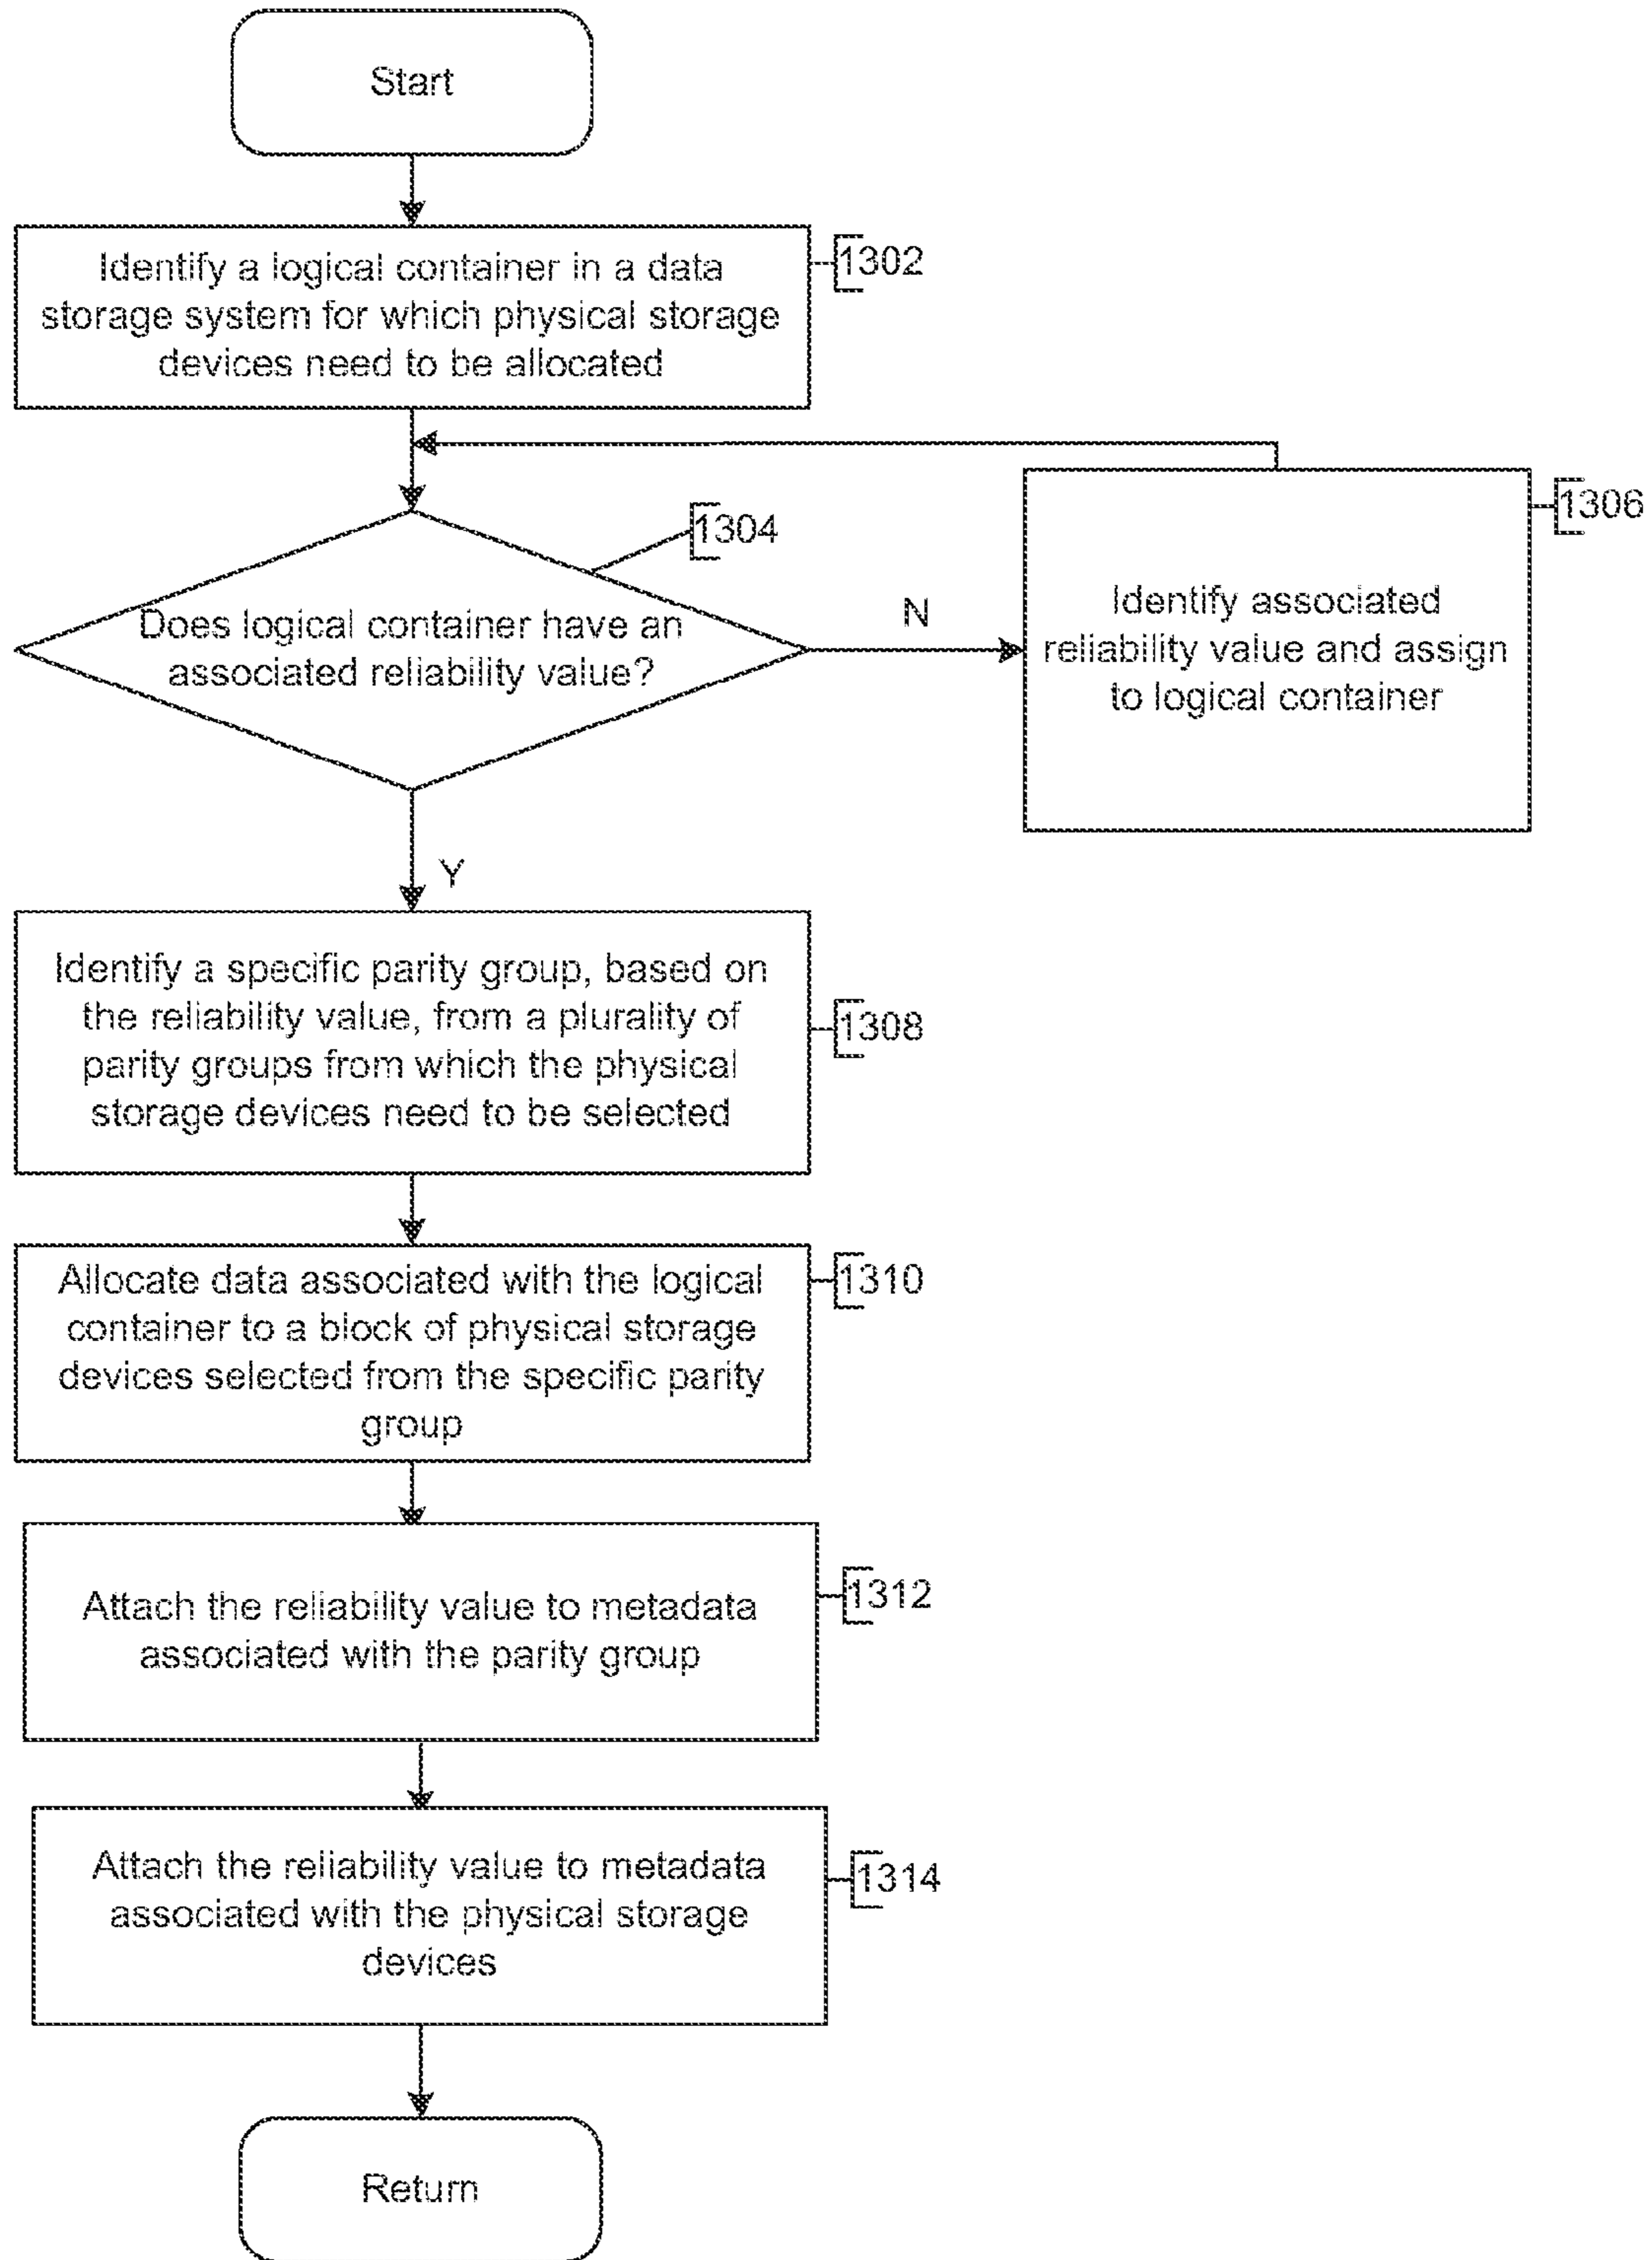 Start
Identify a logical container in a data
storage system for which physical storage
devices need to be allocated
1302
1304
Does logical container have an
associated reliability value?
N
1306
Identify associated
reliability value and assign
to logical container
Y
Identify a specific parity group, based on
the reliability value, from a plurality of
parity groups from which the physical
storage devices need to be selected
1308
Allocate data associated with the logical
container to a block of physical storage
devices selected from the specific parity
group
1310
Attach the reliability value to metadata
associated with the parity group
1312
Attach the reliability value to metadata
associated with the physical storage
devices
1314
Return